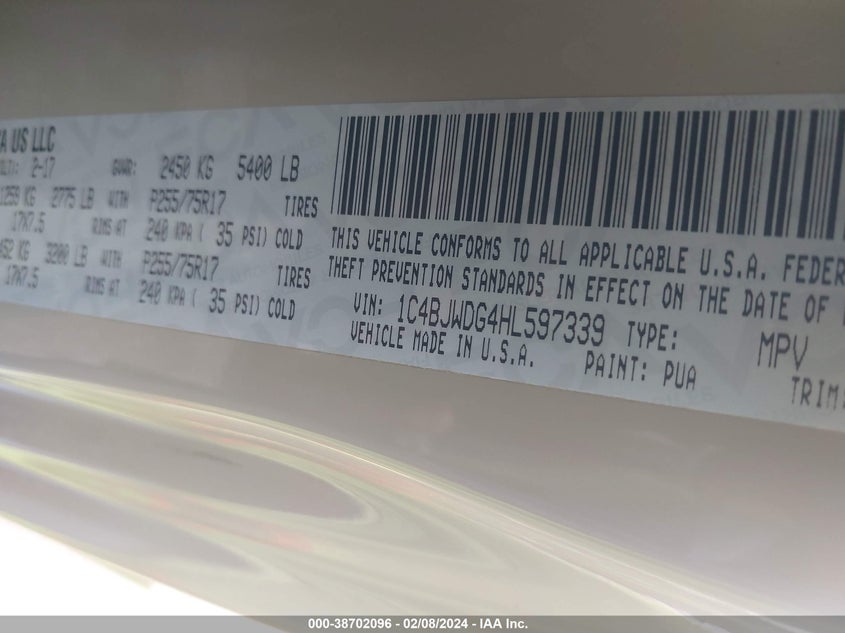 A US LLC
2-17 GVWR: 2450 KG 5400 LB
1259 KG 2775 LB WITH P255/75R17 TIRES
17X7.5 RIMS AT 240 KPA ( 35 PSI) COLD
3200 LB WITH P255/75R17 TIRES
17X7.5 RIMS AT 240 KPA ( 35 PSI) COLD
THIS VEHICLE CONFORMS TO ALL APPLICABLE U.S.A. FEDER
THEFT PREVENTION STANDARDS IN EFFECT ON THE DATE OF
VIN: 1C4BJWDG4HL597339 TYPE: MPV
VEHICLE MADE IN U.S.A. PAINT: PUA TRIM:
000-38702096 - 02/08/2024 - IAA Inc.